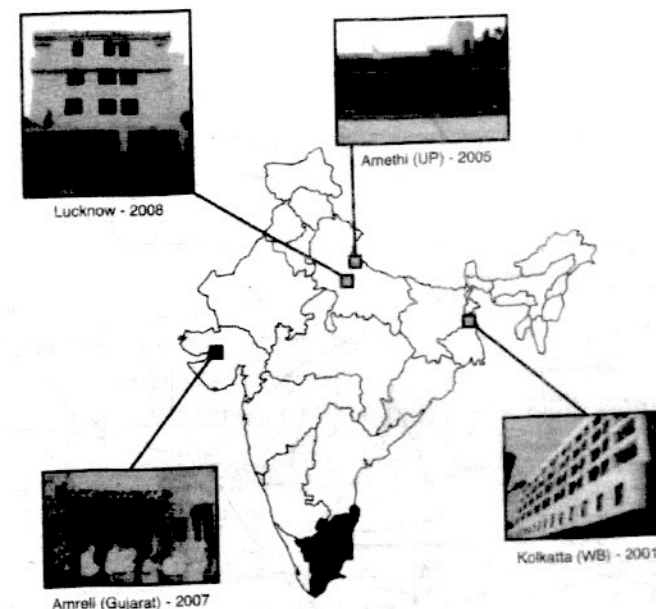 Amethi (UP) - 2005
Lucknow - 2008
Kolkatta (WB) - 2001
Amreli (Gujarat) - 2007